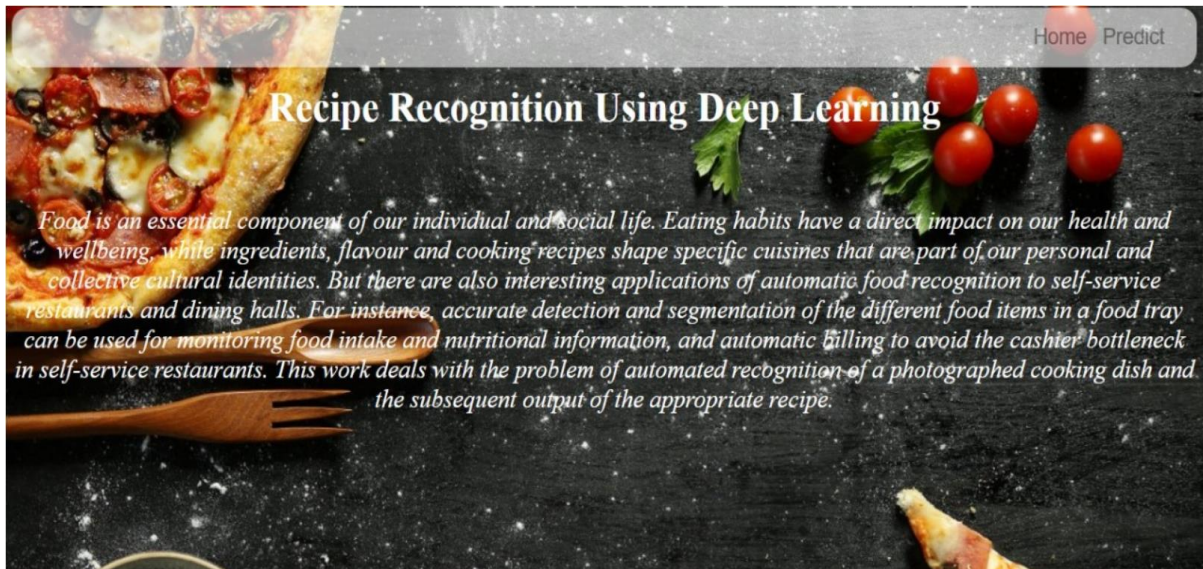 Home Predict
Recipe Recognition Using Deep Learning
Food is an essential component of our individual and social life. Eating habits have a direct impact on our health and
wellbeing, while ingredients, flavour and cooking recipes shape specific cuisines that are part of our personal and
collective cultural identities. But there are also interesting applications of automatic food recognition to self-service
restaurants and dining halls. For instance, accurate detection and segmentation of the different food items in a food tray
can be used for monitoring food intake and nutritional information, and automatic billing to avoid the cashier bottleneck
in self-service restaurants. This work deals with the problem of automated recognition of a photographed cooking dish and
the subsequent output of the appropriate recipe.